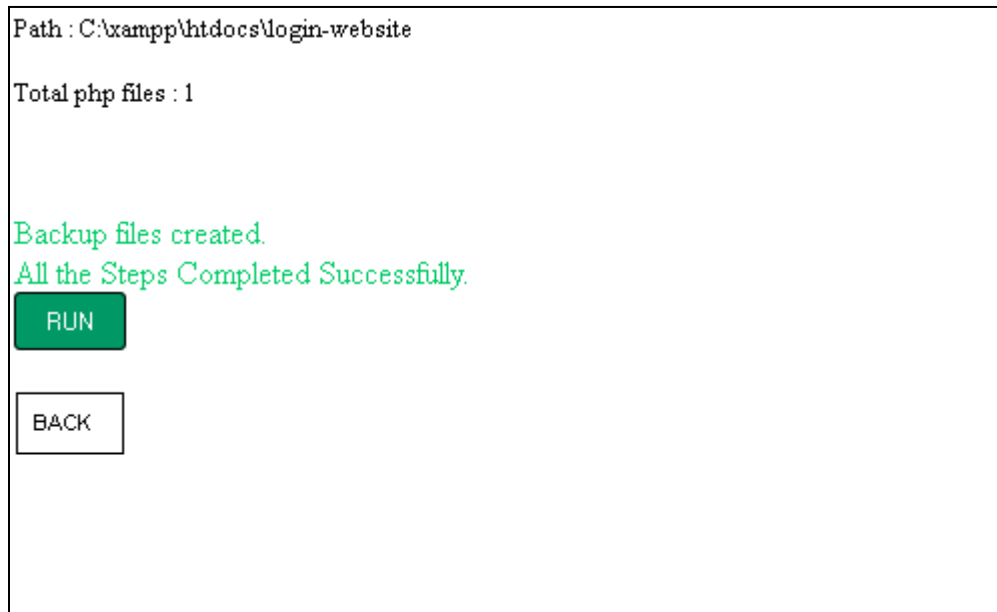 Path : C:\xampp\htdocs\login-website
Total php files : 1
Backup files created.
All the Steps Completed Successfully.
RUN
BACK